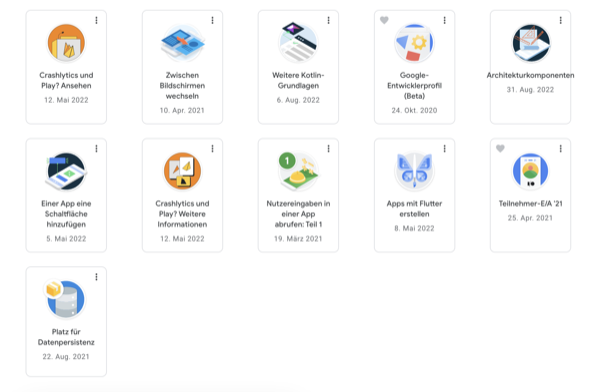 Crashlytics und
Play? Ansehen
12. Mai 2022
Zwischen
Bildschirmen
wechseln
10. Apr. 2021
Weitere Kotlin-
Grundlagen
6. Aug. 2022
Google-
Entwicklerprofil
(Beta)
24. Okt. 2020
Architekturkomponenten
31. Aug. 2022
Einer App eine
Schaltfläche
hinzufügen
5. Mai 2022
Crashlytics und
Play? Weitere
Informationen
12. Mai 2022
1
Nutzereingaben in
einer App
abrufen: Teil 1
19. März 2021
Apps mit Flutter
erstellen
8. Mai 2022
I/O
Teilnehmer-E/A '21
25. Apr. 2021
Platz für
Datenpersistenz
22. Aug. 2021